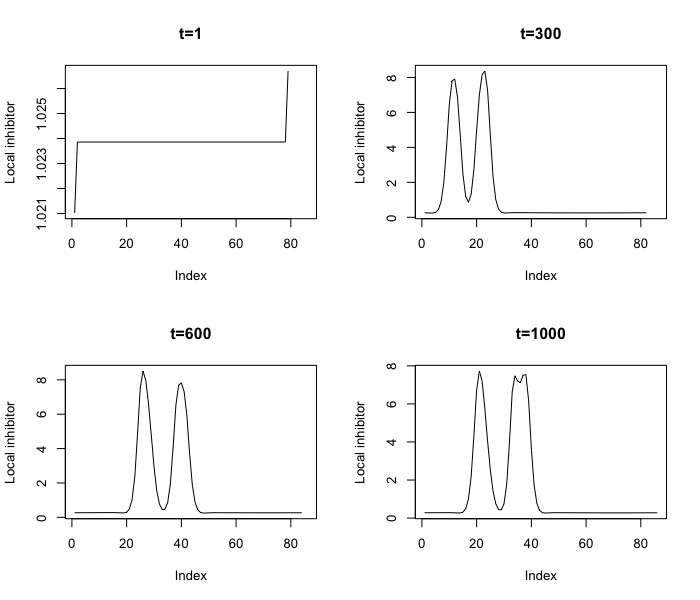 t=1
Local inhibitor
1.021 1.023 1.025
0 20 40 60 80
Index
t=300
Local inhibitor
0 2 4 6 8
0 20 40 60 80
Index
t=600
Local inhibitor
0 2 4 6 8
0 20 40 60 80
Index
t=1000
Local inhibitor
0 2 4 6 8
0 20 40 60 80
Index